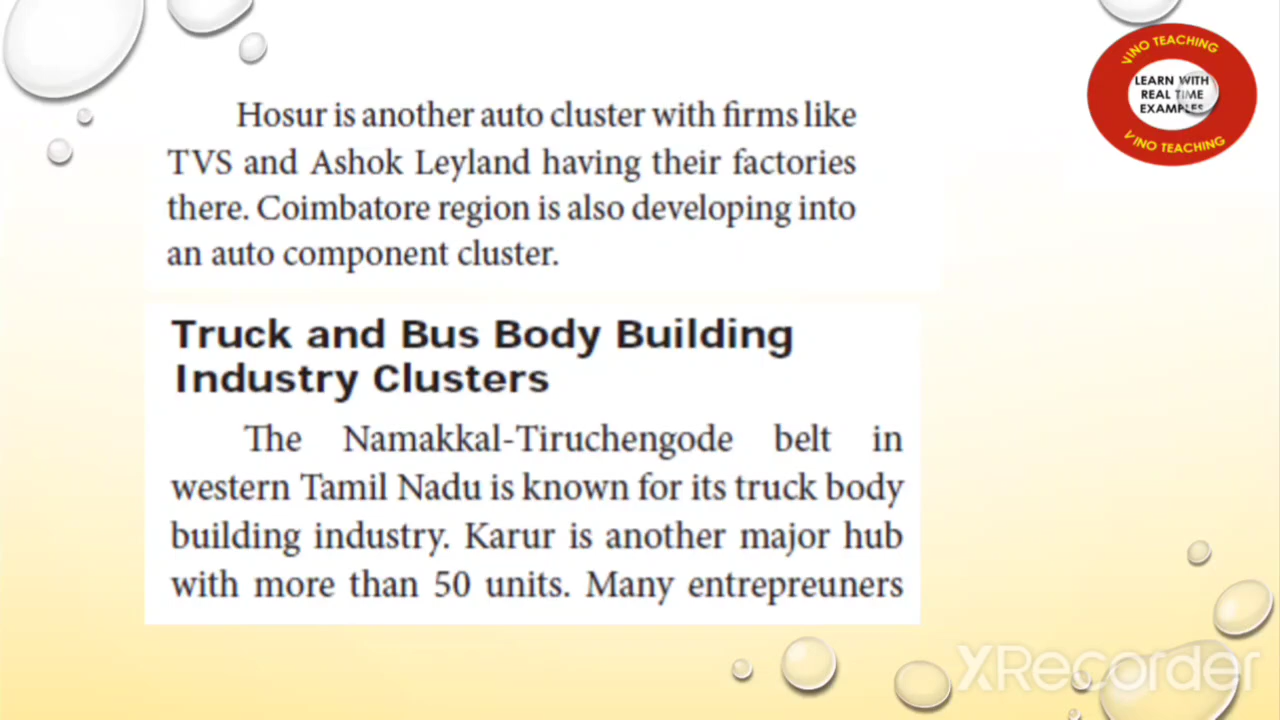 VINO TEACHING
LEARN WITH
REAL TIME
EXAMPLES
VINO TEACHING
Hosur is another auto cluster with firms like
TVS and Ashok Leyland having their factories
there. Coimbatore region is also developing into
an auto component cluster.
Truck and Bus Body Building
Industry Clusters
The Namakkal-Tiruchengode belt in
western Tamil Nadu is known for its truck body
building industry. Karur is another major hub
with more than 50 units. Many entrepreuners
XRecorder